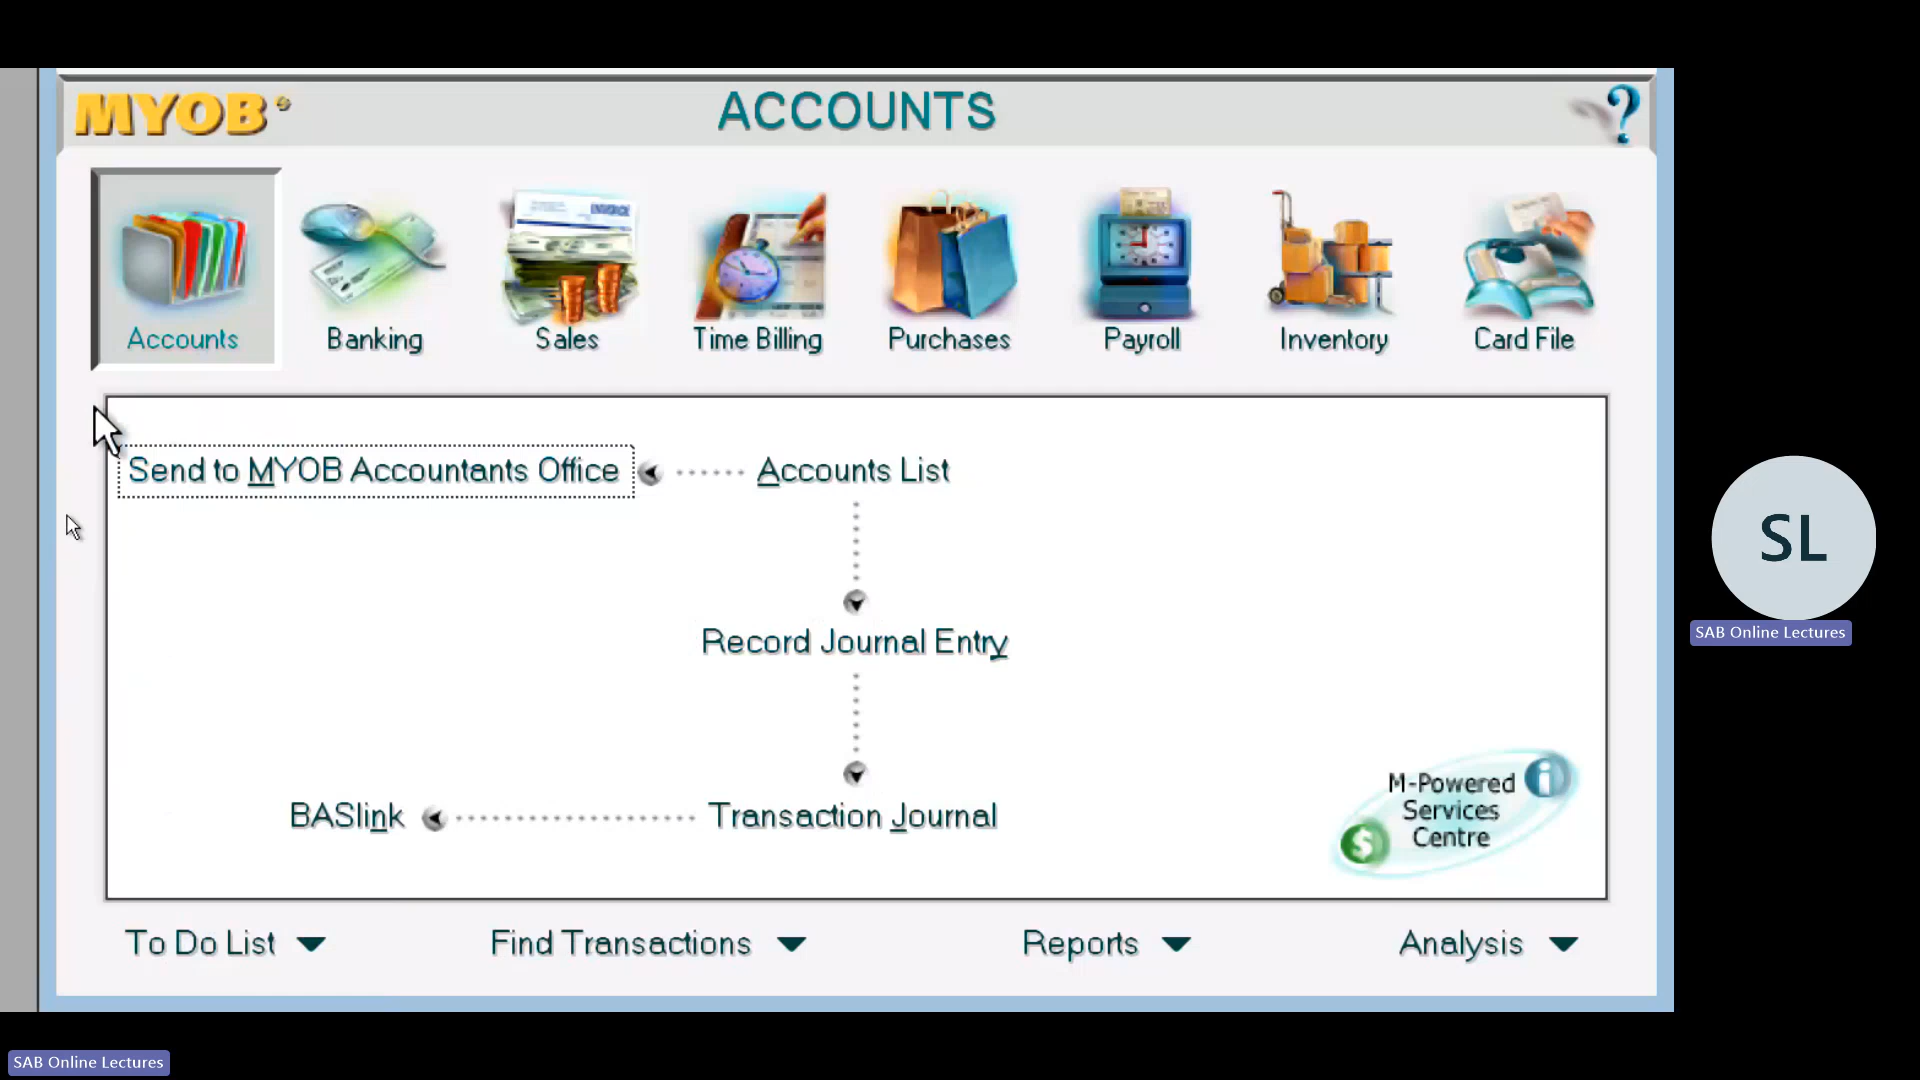 MYOB
ACCOUNTS
?
Accounts
Banking
Sales
Time Billing
Purchases
Payroll
Inventory
Card File
Send to MYOB Accountants Office
Accounts List
Record Journal Entry
BASlink
Transaction Journal
M-Powered
Services
Centre
i
$
To Do List
Find Transactions
Reports
Analysis
SL
SAB Online Lectures
SAB Online Lectures